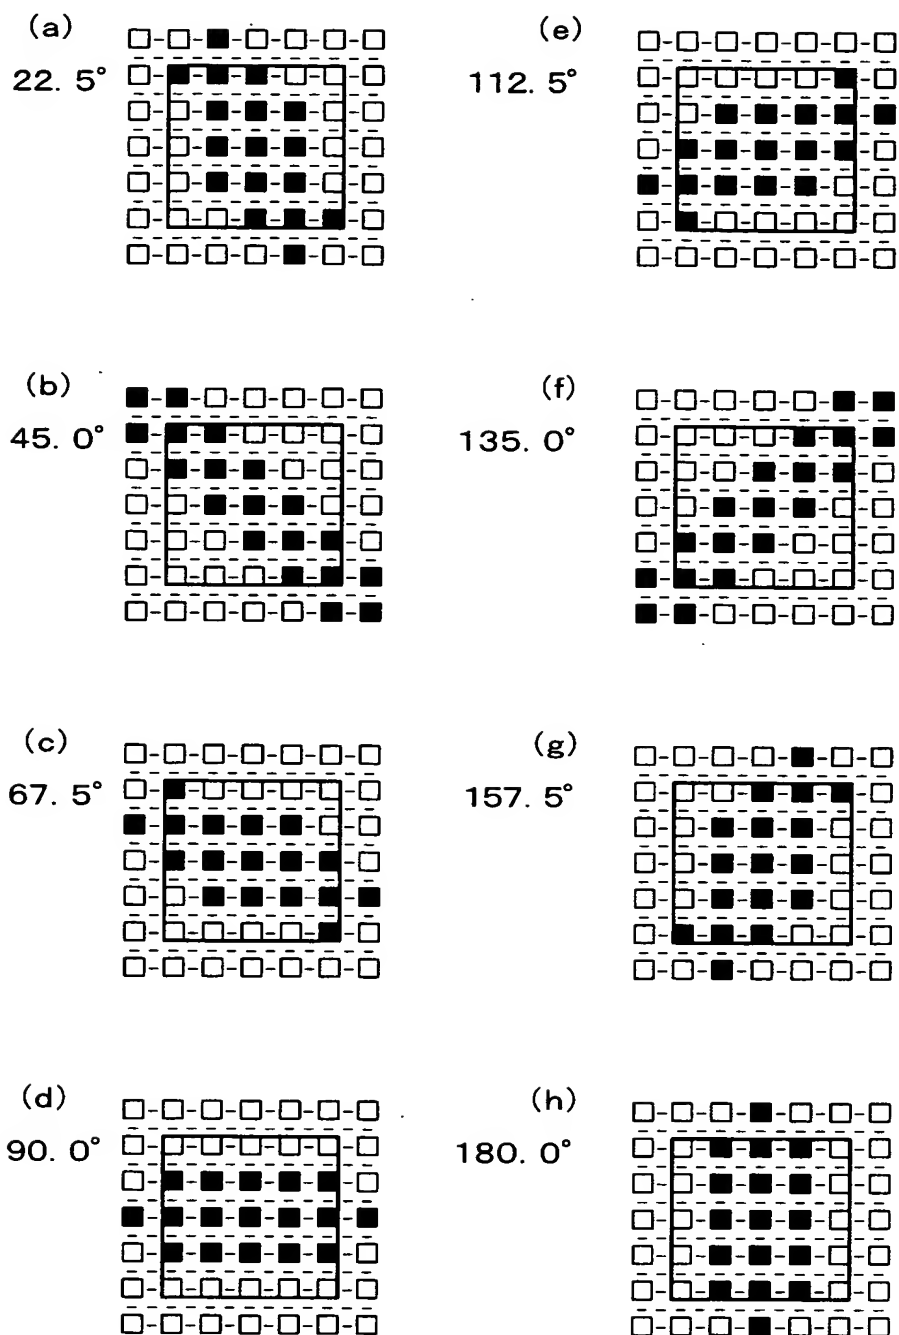 (a)
22. 5°
(b)
45. 0°
(c)
67. 5°
(d)
90. 0°
(e)
112. 5°
(f)
135. 0°
(g)
157. 5°
(h)
180. 0°